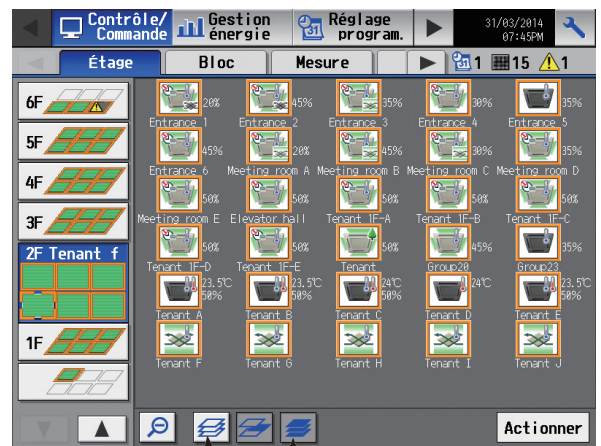 Contrôle/
Commande
Gestion
énergie
31
Réglage
program.
31/03/2014
07:45PM
Étage
Bloc
Mesure
31
1
15
1
6F
5F
4F
3F
2F Tenant f
1F
20%
45%
35%
30%
35%
Entrance 1
Entrance 2
Entrance 3
Entrance 4
Entrance 5
45%
20%
45%
30%
35%
Entrance 6
Meeting room A
Meeting room B
Meeting room C
Meeting room D
50%
50%
50%
50%
50%
Meeting room E
Elevator hall
Tenant 1F-A
Tenant 1F-B
Tenant 1F-C
50%
50%
50%
45%
35%
Tenant 1F-D
Tenant 1F-E
Tenant
Group20
Group23
23.5℃
50%
23.5℃
50%
24℃
50%
24℃
23.5℃
50%
Tenant A
Tenant B
Tenant C
Tenant D
Tenant E
Tenant F
Tenant G
Tenant H
Tenant I
Tenant J
Actionner